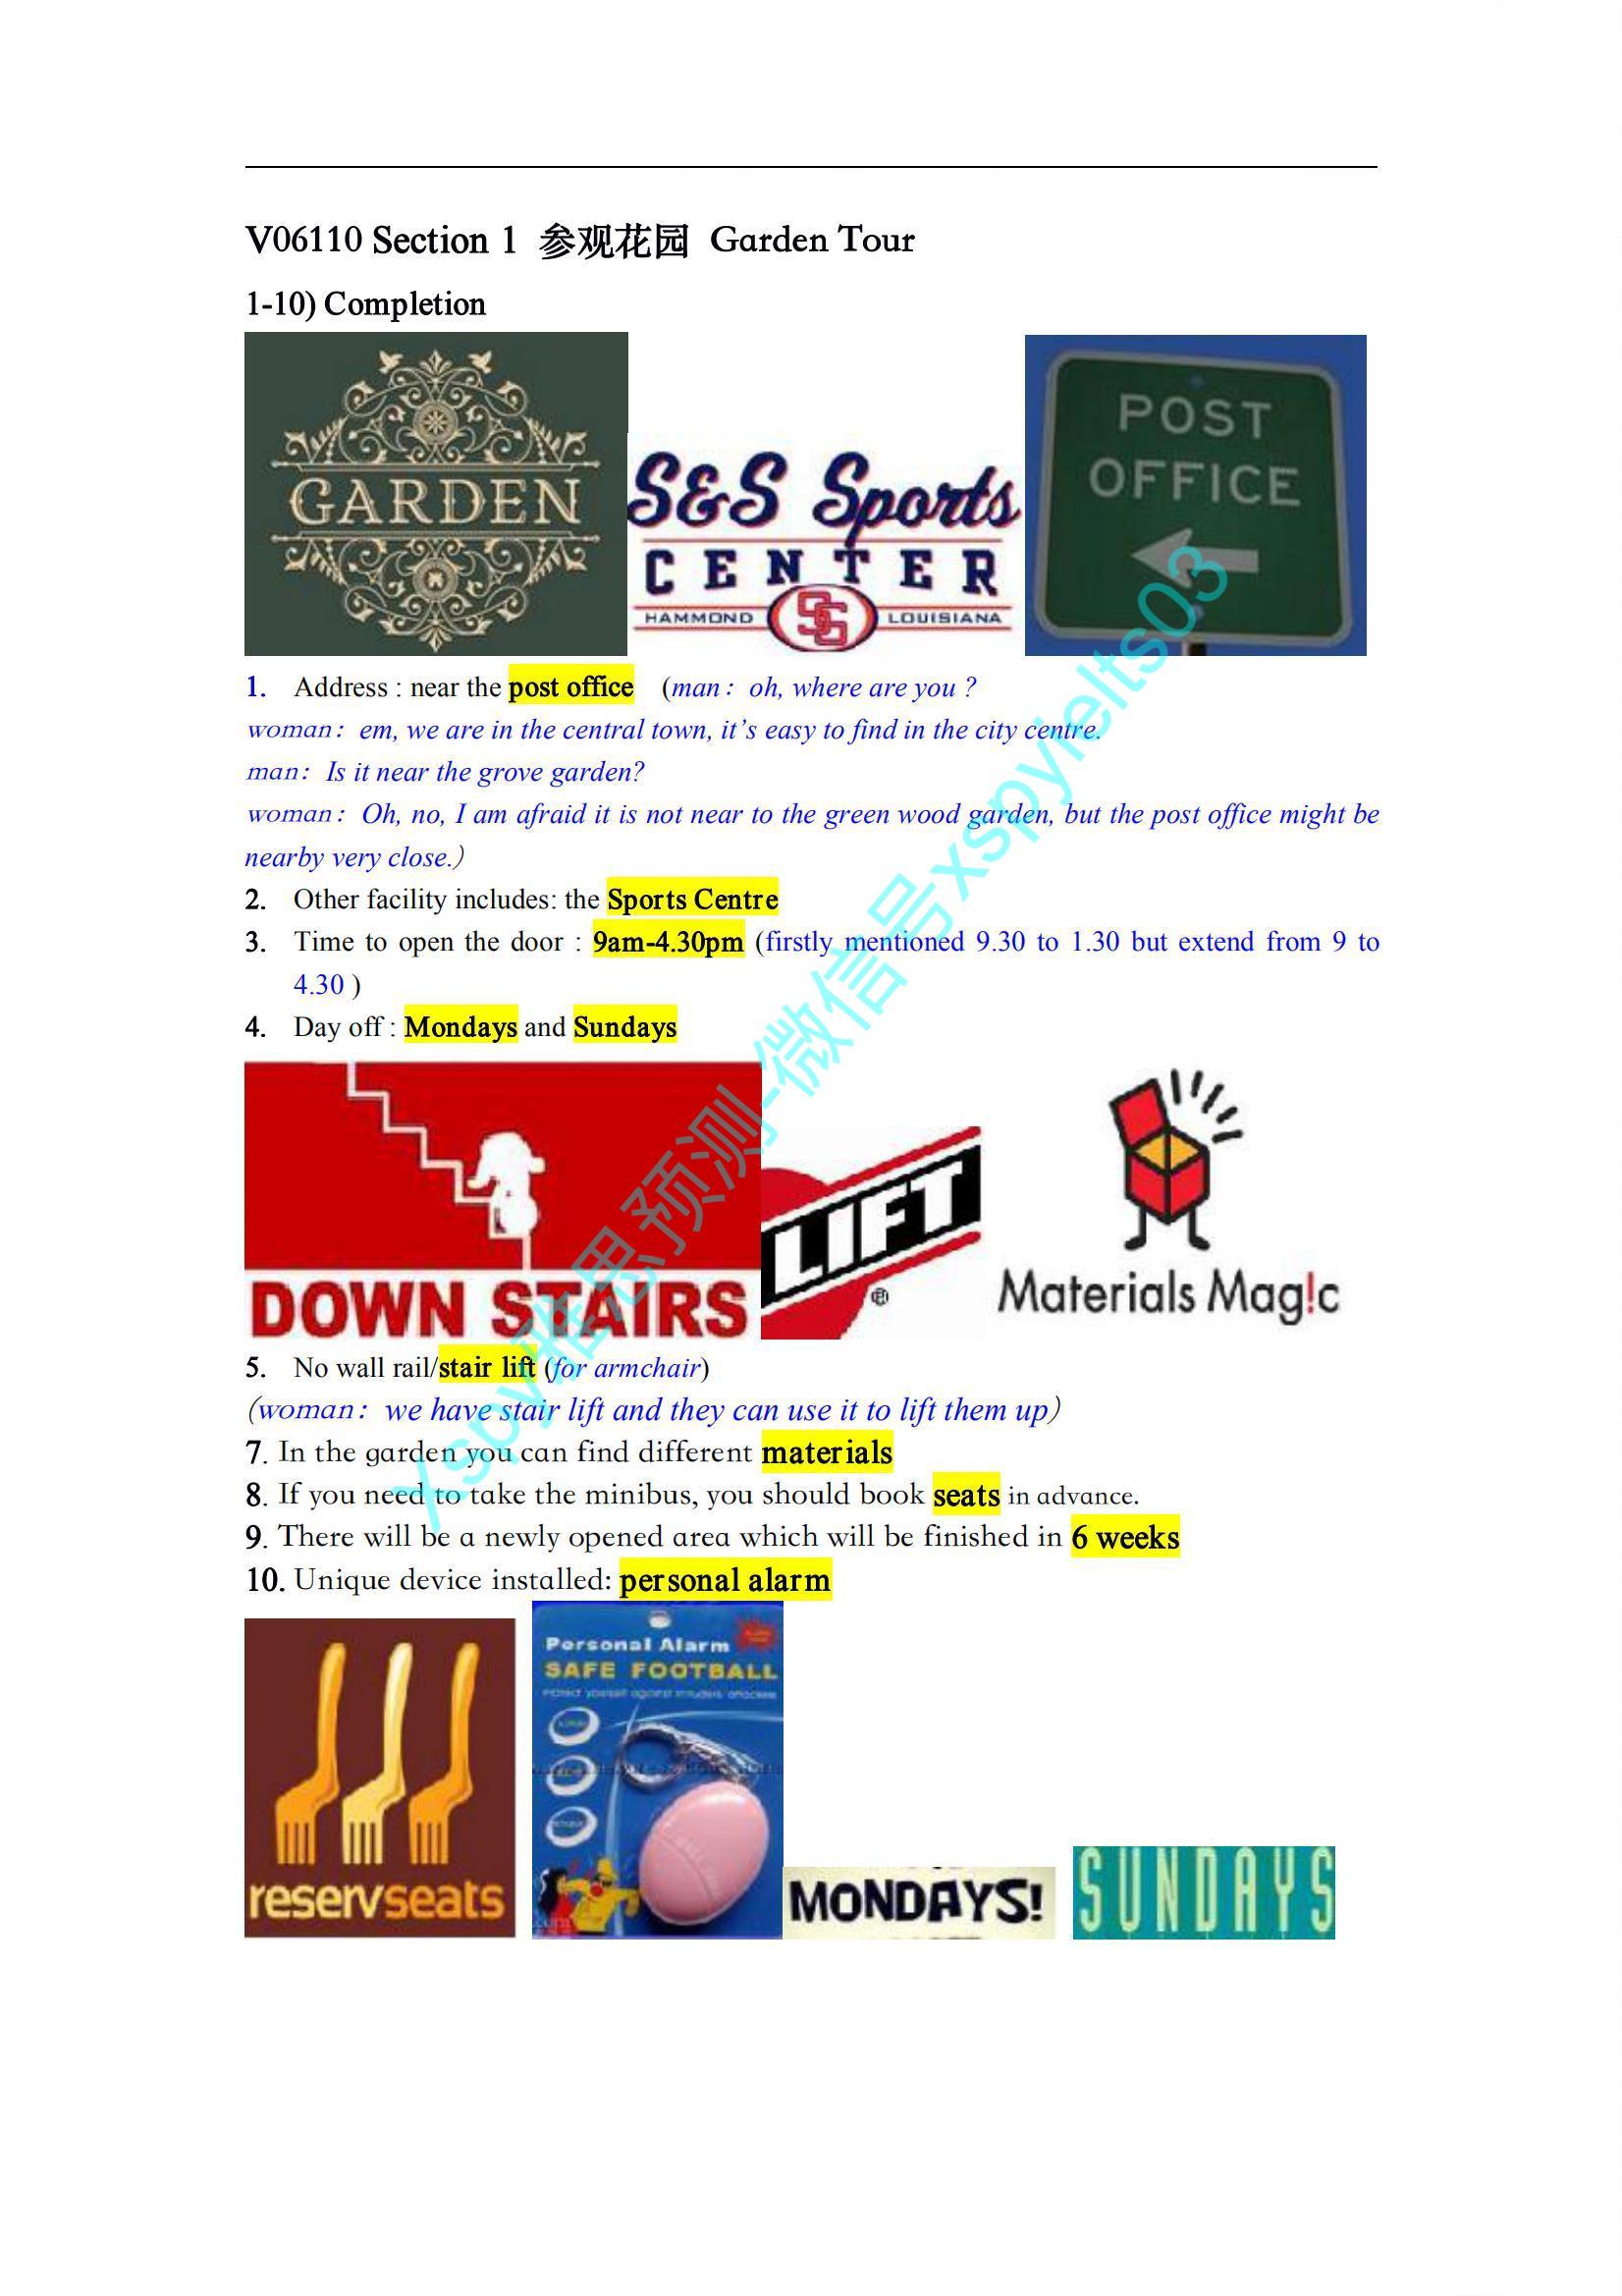 V06110 Section 1 参观花园 Garden Tour
1-10) Completion
GARDEN
S&S Sports
CENTER
HAMMOND LOUISIANA
POST
OFFICE
1. Address : near the post office (man: oh, where are you ?
woman: em, we are in the central town, it's easy to find in the city centre.
man: Is it near the grove garden?
woman: Oh, no, I am afraid it is not near to the green wood garden, but the post office might be
nearby very close.)
2. Other facility includes: the Sports Centre
3. Time to open the door : 9am-4.30pm (firstly mentioned 9.30 to 1.30 but extend from 9 to
4.30 )
4. Day off : Mondays and Sundays
DOWN STAIRS
LIFT
®
Materials Mag!c
5. No wall rail/stair lift (for armchair)
(woman: we have stair lift and they can use it to lift them up)
7. In the garden you can find different materials
8. If you need to take the minibus, you should book seats in advance.
9. There will be a newly opened area which will be finished in 6 weeks
10. Unique device installed: personal alarm
reservseats
Personal Alarm
SAFE FOOTBALL
MONDAYS!
SUNDAYS
xspy雅思预测-微信号xspyielts03